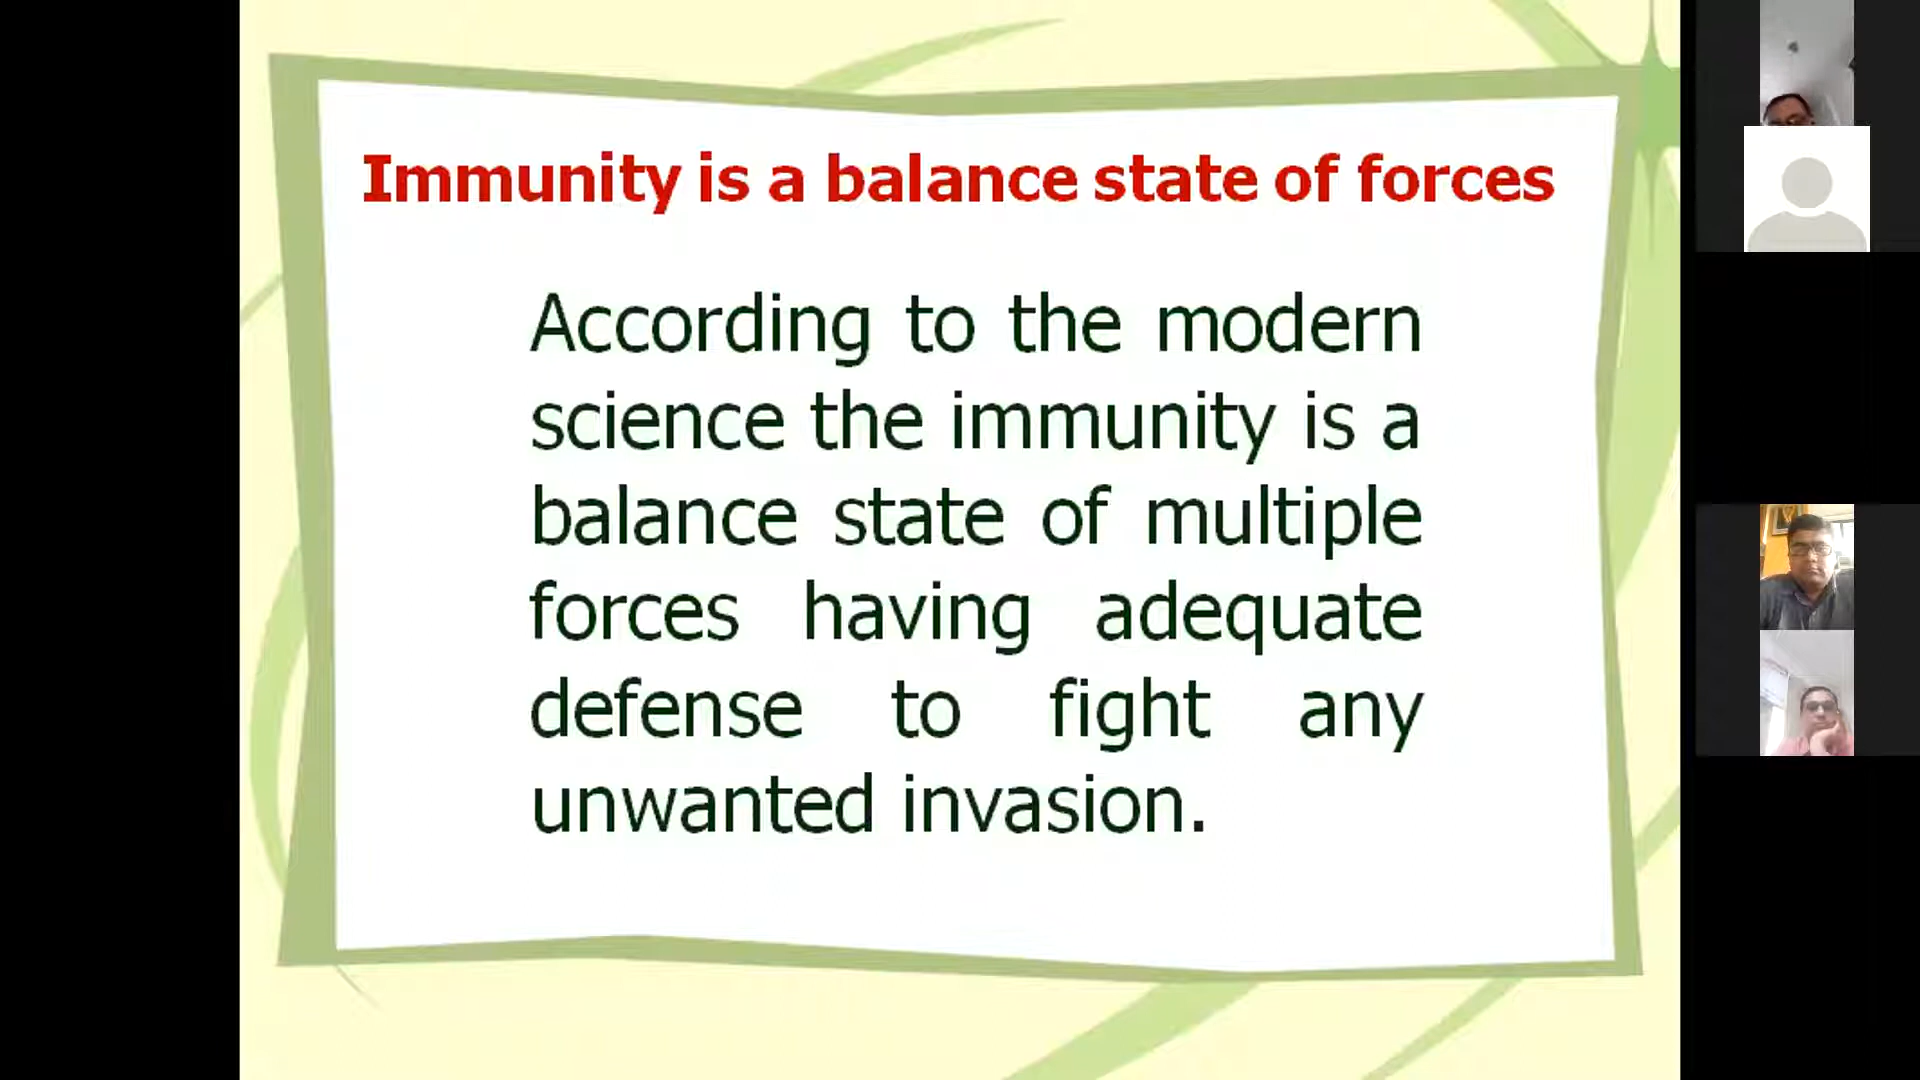 Immunity is a balance state of forces
According to the modern
science the immunity is a
balance state of multiple
forces having adequate
defense to fight any
unwanted invasion.